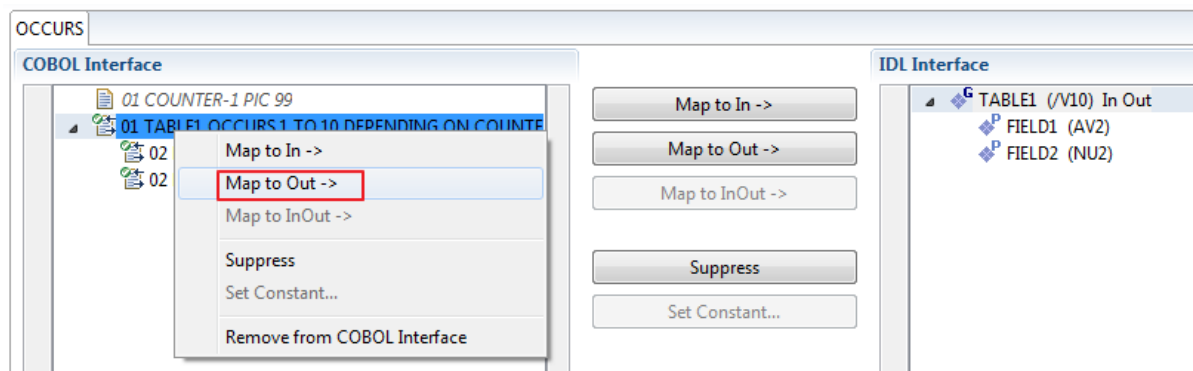 OCCURS
COBOL Interface
01 COUNTER-1 PIC 99
01 TABLE1 OCCURS 1 TO 10 DEPENDING ON COUNTE
02
02
Map to In ->
Map to Out ->
Map to InOut ->
Suppress
Set Constant...
Remove from COBOL Interface
Map to In ->
Map to Out ->
Map to InOut ->
Suppress
Set Constant...
IDL Interface
TABLE1 (/V10) In Out
FIELD1 (AV2)
FIELD2 (NU2)